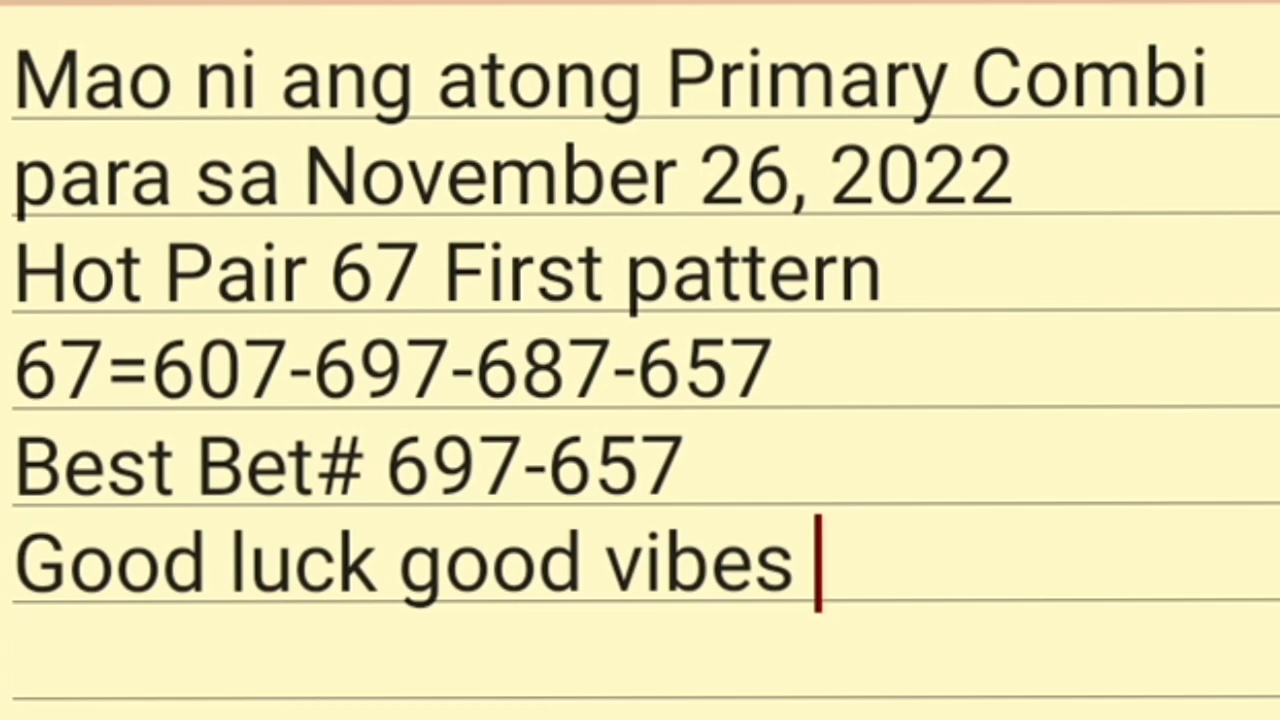 Mao ni ang atong Primary Combi
para sa November 26, 2022
Hot Pair 67 First pattern
67=607-697-687-657
Best Bet# 697-657
Good luck good vibes